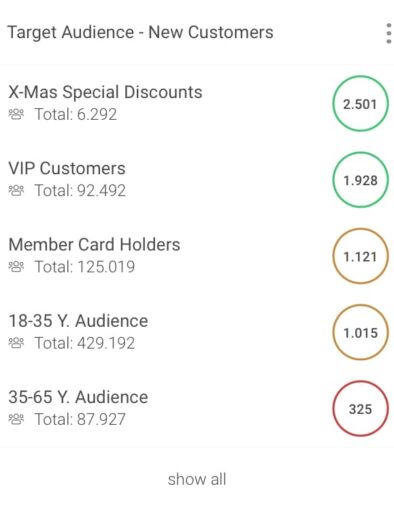 Target Audience - New Customers
X-Mas Special Discounts
Total: 6.292
2.501
VIP Customers
Total: 92.492
1.928
Member Card Holders
Total: 125.019
1.121
18-35 Y. Audience
Total: 429.192
1.015
35-65 Y. Audience
Total: 87.927
325
show all